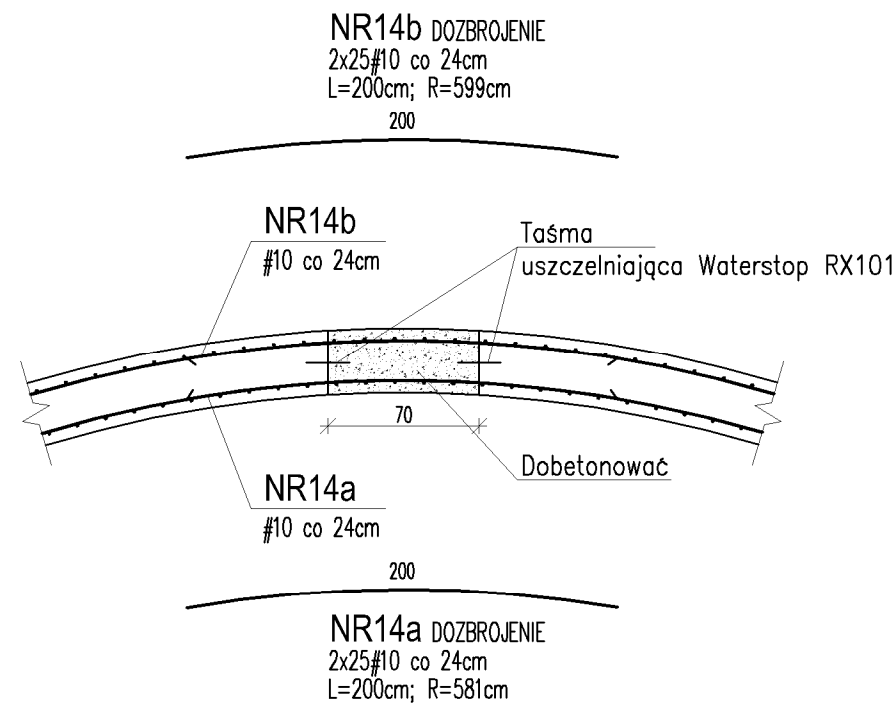 NR14b DOZBROJENIE
2x25#10 co 24cm
L=200cm; R=599cm
200
NR14b
#10 co 24cm
Taśma
uszczelniająca Waterstop RX101
70
Dobetonować
NR14a
#10 co 24cm
200
NR14a DOZBROJENIE
2x25#10 co 24cm
L=200cm; R=581cm